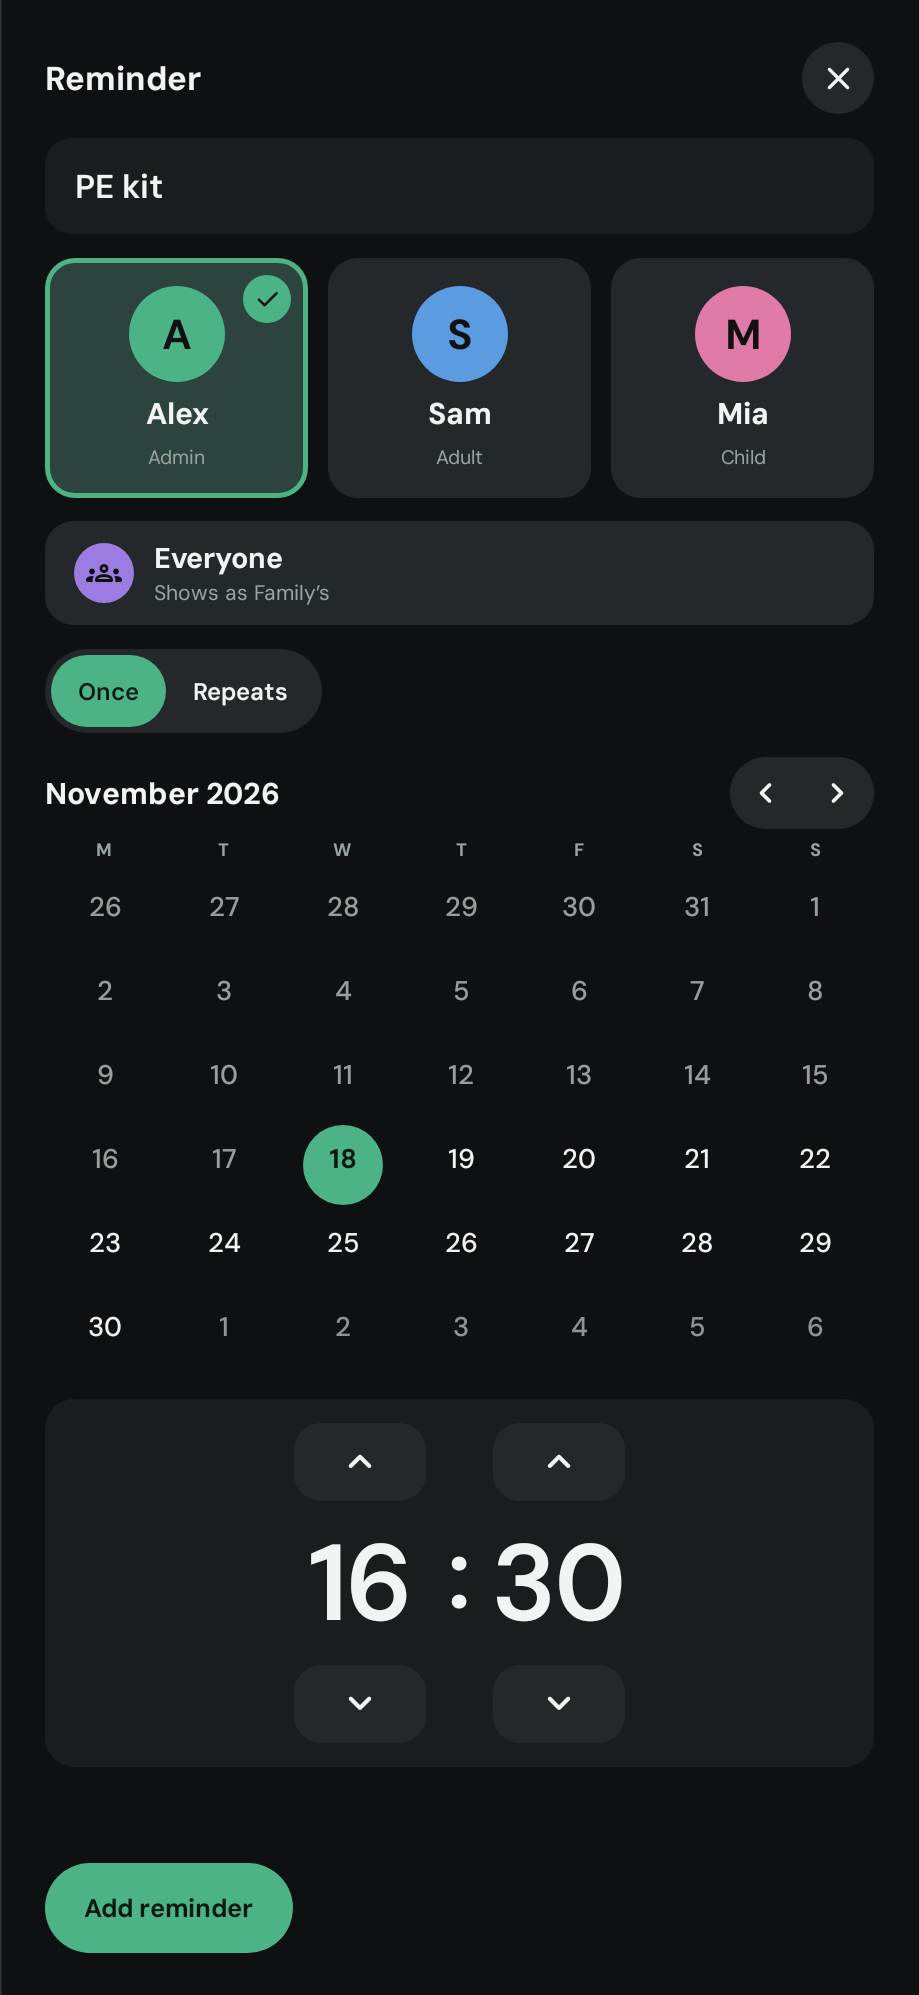 Reminder
PE kit
A
Alex
Admin
S
Sam
Adult
M
Mia
Child
Everyone
Shows as Family’s
Once Repeats
November 2026
M T W T F S S
26 27 28 29 30 31 1
2 3 4 5 6 7 8
9 10 11 12 13 14 15
16 17 18 19 20 21 22
23 24 25 26 27 28 29
30 1 2 3 4 5 6
16 : 30
Add reminder